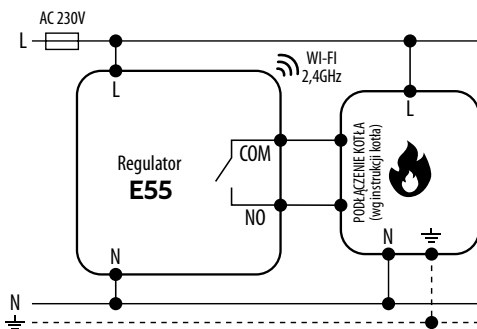 AC 230V
L
WI-FI
2,4GHz
L
L
Regulator
E55
COM
NO
PODŁĄCZENIE KOTŁA
(wg instrukcji kotła)
N
N
N